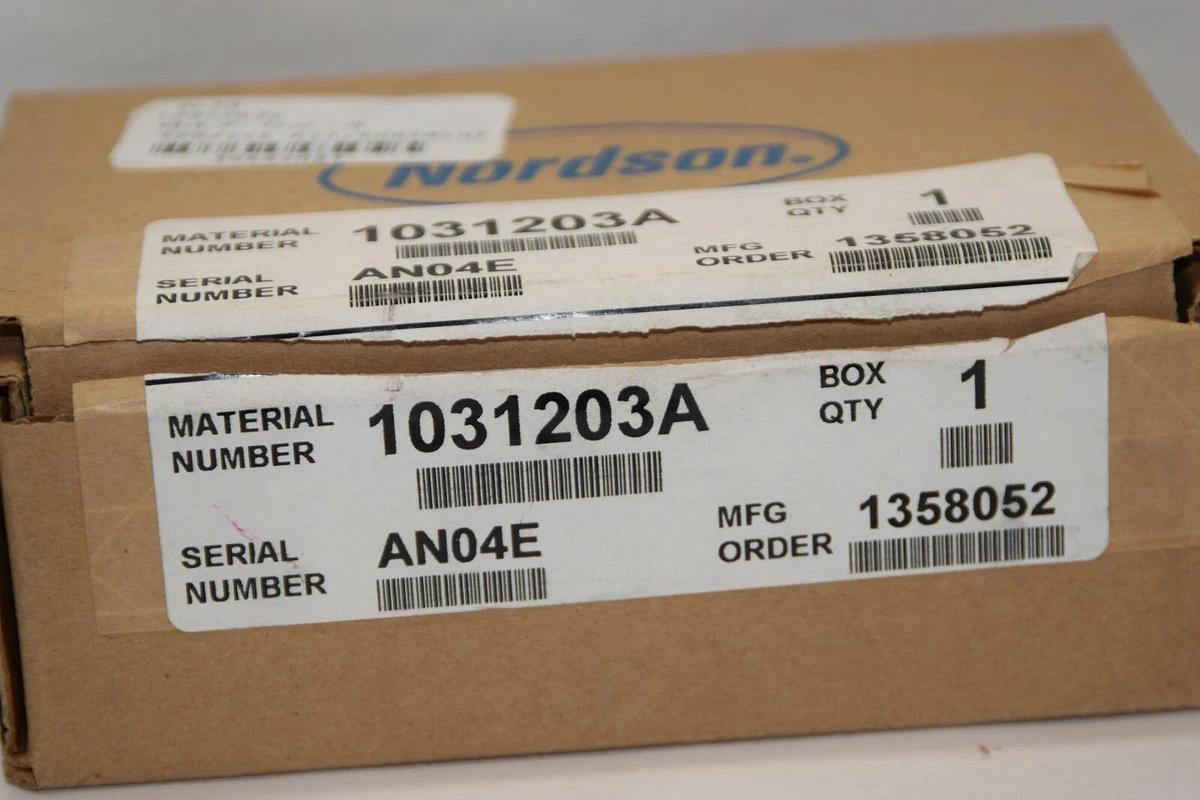 Nordson
MATERIAL NUMBER 1031203A BOX QTY 1
SERIAL NUMBER AN04E MFG ORDER 1358052
MATERIAL NUMBER 1031203A BOX QTY 1
SERIAL NUMBER AN04E MFG ORDER 1358052